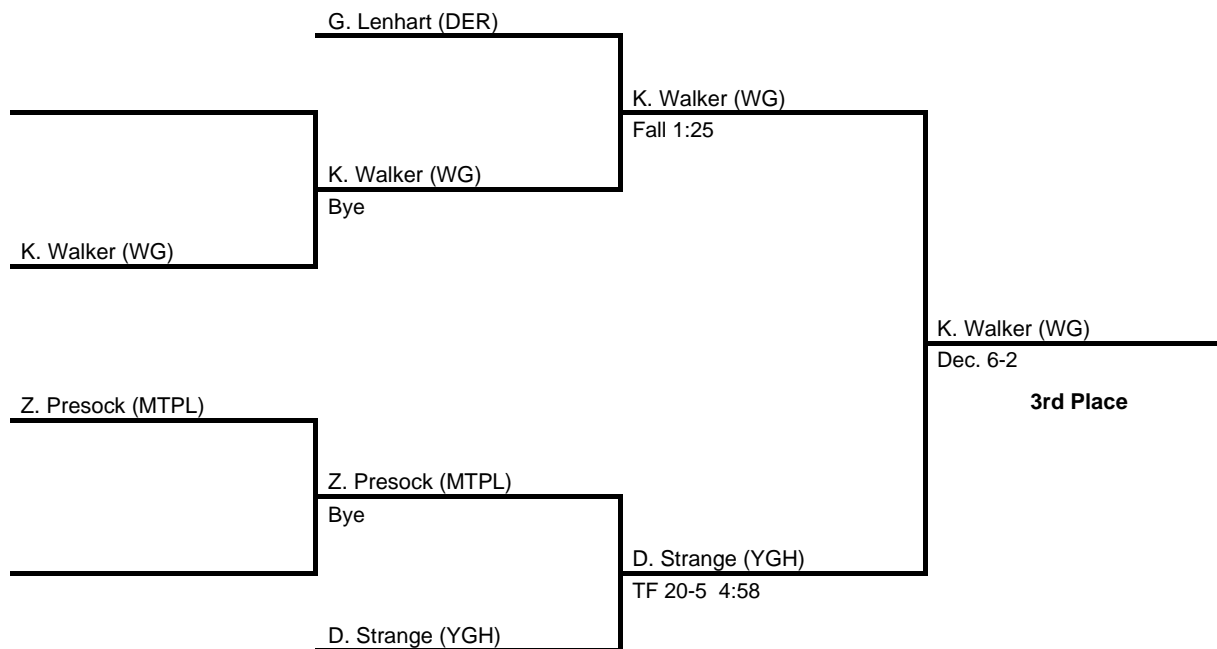 G. Lenhart (DER)
K. Walker (WG)
Fall 1:25
K. Walker (WG)
Bye
K. Walker (WG)
K. Walker (WG)
Dec. 6-2
3rd Place
Z. Presock (MTPL)
Z. Presock (MTPL)
Bye
D. Strange (YGH)
TF 20-5 4:58
D. Strange (YGH)